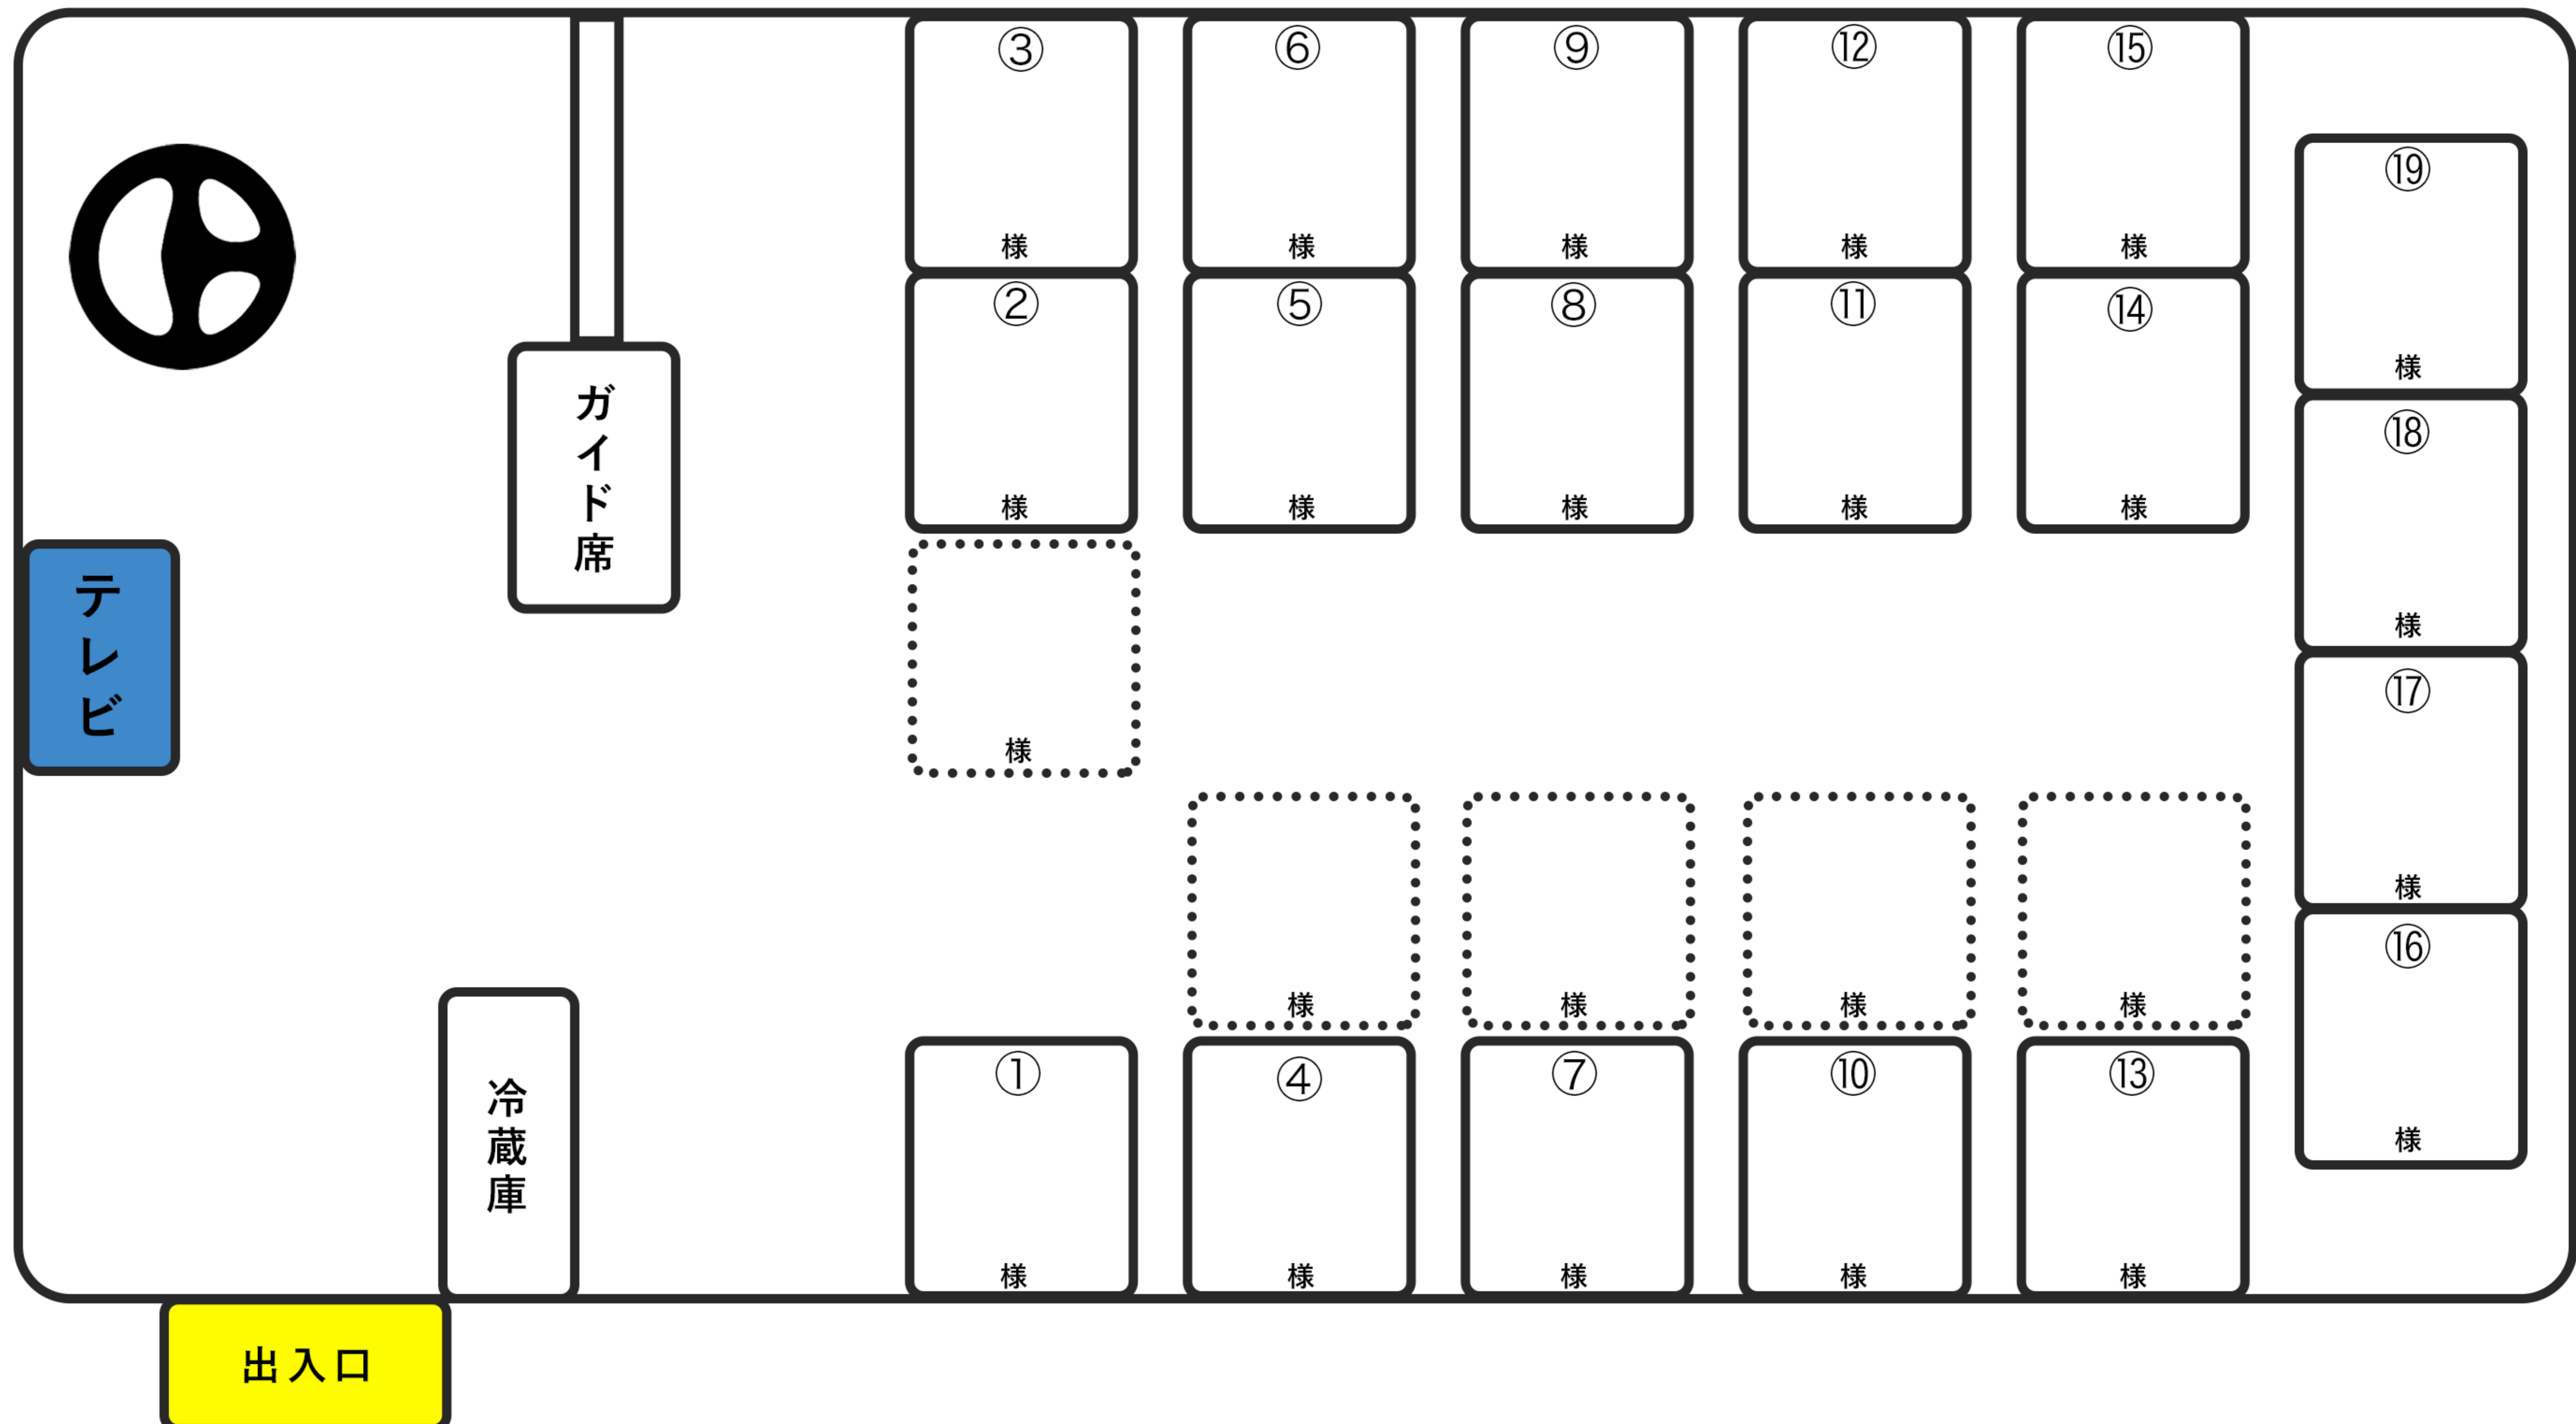 ③
⑥
⑨
⑫
⑮
様
様
様
様
様
⑲
様
②
⑤
⑧
⑪
⑭
様
様
様
様
様
⑱
様
ガイド席
テレビ
様
⑰
様
様
様
様
様
⑯
様
①
④
⑦
⑩
⑬
様
様
様
様
様
冷蔵庫
出入口